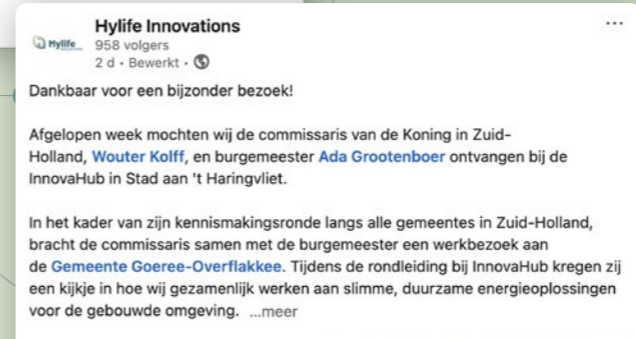 Hylife Innovations
Hylife
958 volgers
2 d • Bewerkt •
Dankbaar voor een bijzonder bezoek!
Afgelopen week mochten wij de commissaris van de Koning in Zuid-
Holland, Wouter Kolff, en burgemeester Ada Grootenboer ontvangen bij de
InnovaHub in Stad aan 't Haringvliet.
In het kader van zijn kennismakingsronde langs alle gemeentes in Zuid-Holland,
bracht de commissaris samen met de burgemeester een werkbezoek aan
de Gemeente Goeree-Overflakkee. Tijdens de rondleiding bij InnovaHub kregen zij
een kijkje in hoe wij gezamenlijk werken aan slimme, duurzame energieoplossingen
voor de gebouwde omgeving. ...meer